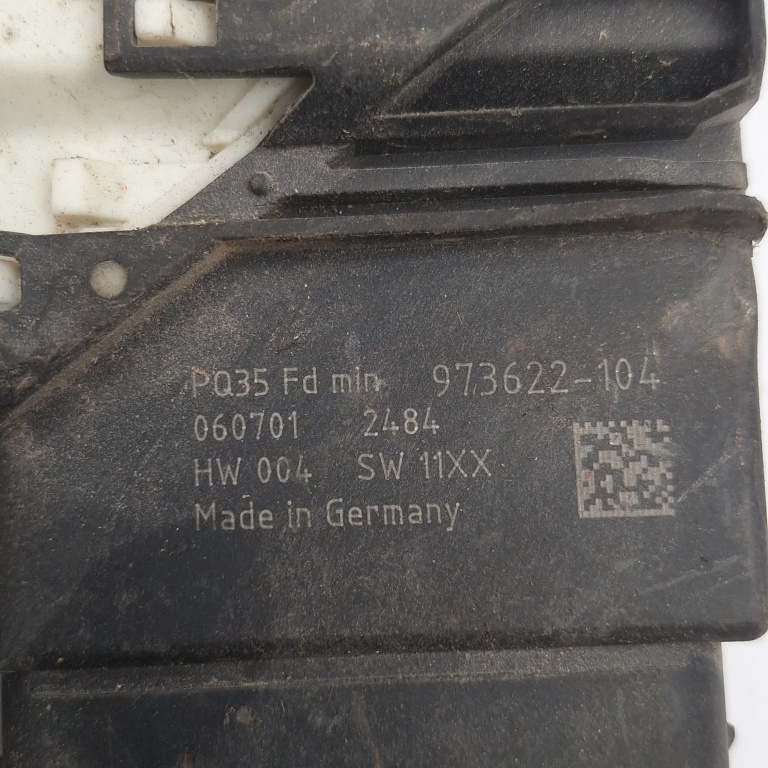 PQ35 Fd min 973622-104
060701 2484
HW 004 SW 11XX
Made in Germany